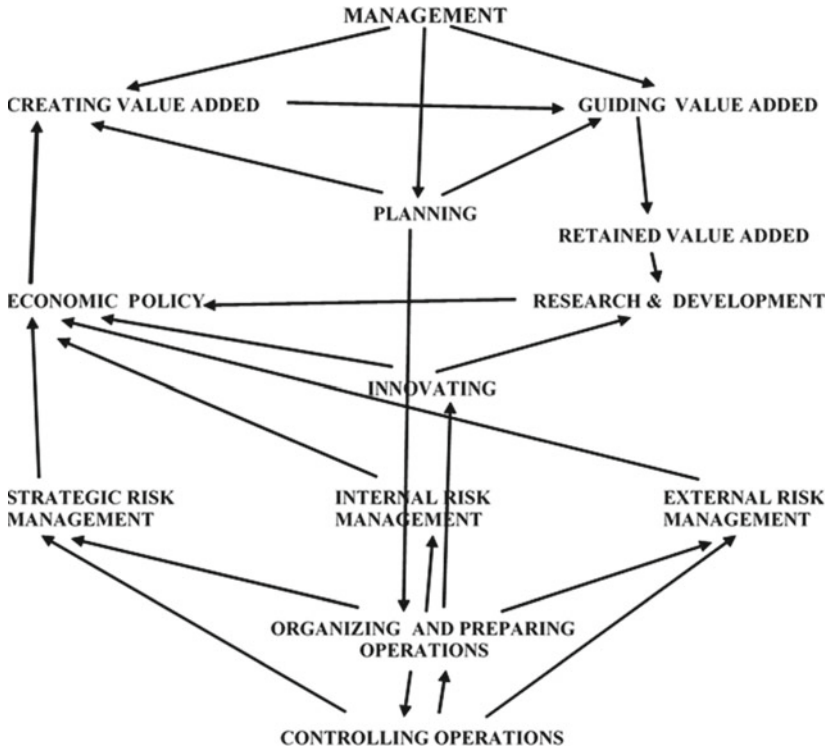 MANAGEMENT
CREATING VALUE ADDED
GUIDING VALUE ADDED
PLANNING
RETAINED VALUE ADDED
ECONOMIC POLICY
RESEARCH & DEVELOPMENT
INNOVATING
STRATEGIC RISK
MANAGEMENT
INTERNAL RISK
MANAGEMENT
EXTERNAL RISK
MANAGEMENT
ORGANIZING AND PREPARING
OPERATIONS
CONTROLLING OPERATIONS